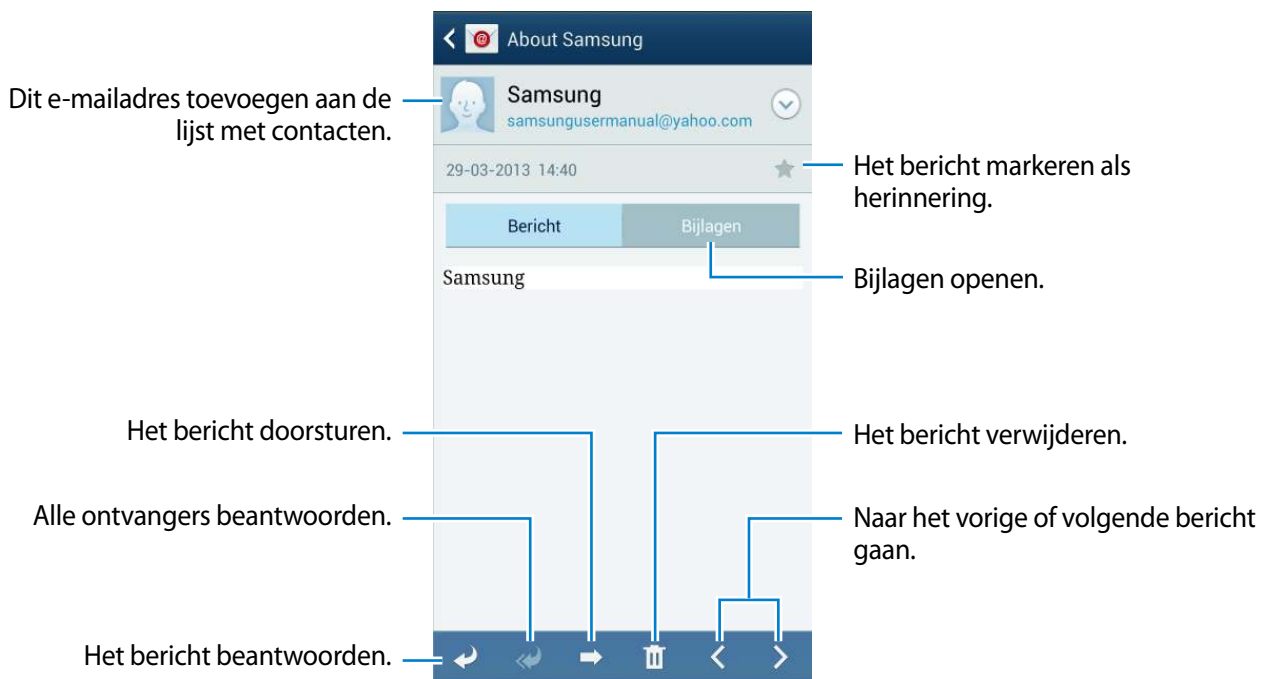 About Samsung
Dit e-mailadres toevoegen aan de
lijst met contacten.
Samsung
samsungusermanual@yahoo.com
29-03-2013 14:40
Het bericht markeren als
herinnering.
Bericht
Bijlagen
Bijlagen openen.
Samsung
Het bericht doorsturen.
Het bericht verwijderen.
Alle ontvangers beantwoorden.
Naar het vorige of volgende bericht
gaan.
Het bericht beantwoorden.